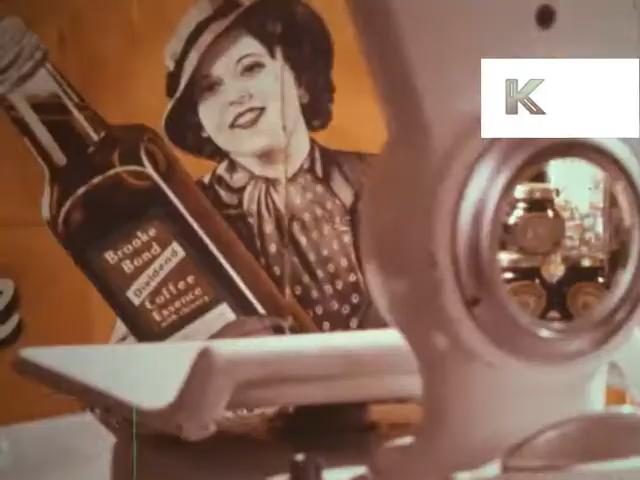 Brooke
Bond
Dividend
Coffee
Essence
with chicory
e
K